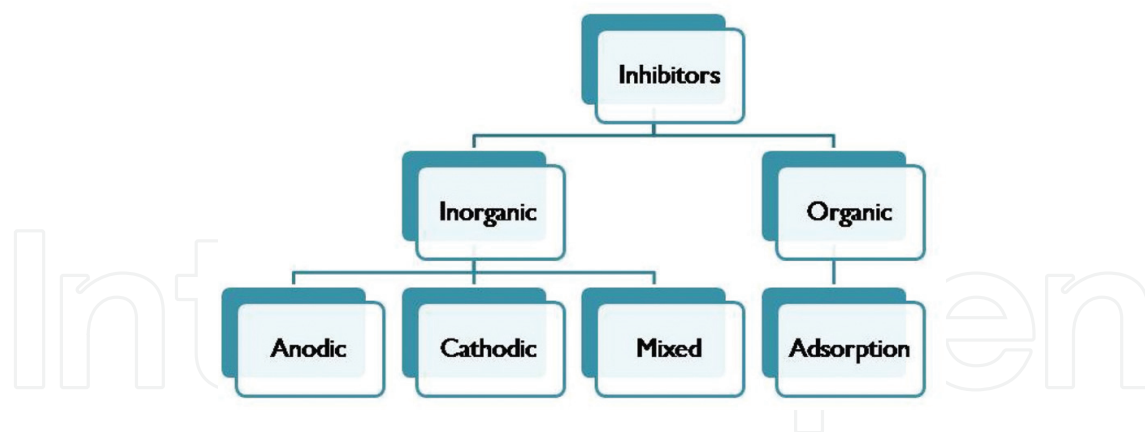 Inhibitors
Inorganic
Organic
Anodic
Cathodic
Mixed
Adsorption